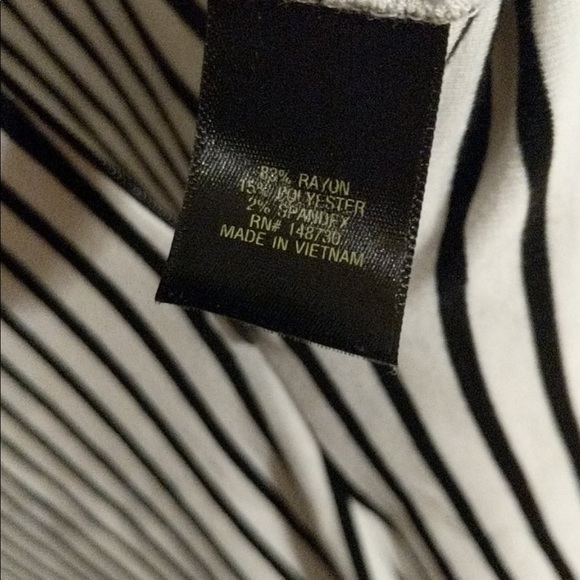 83% RAYON
15% POLYESTER
2% SPANDEX
RN# 148730
MADE IN VIETNAM